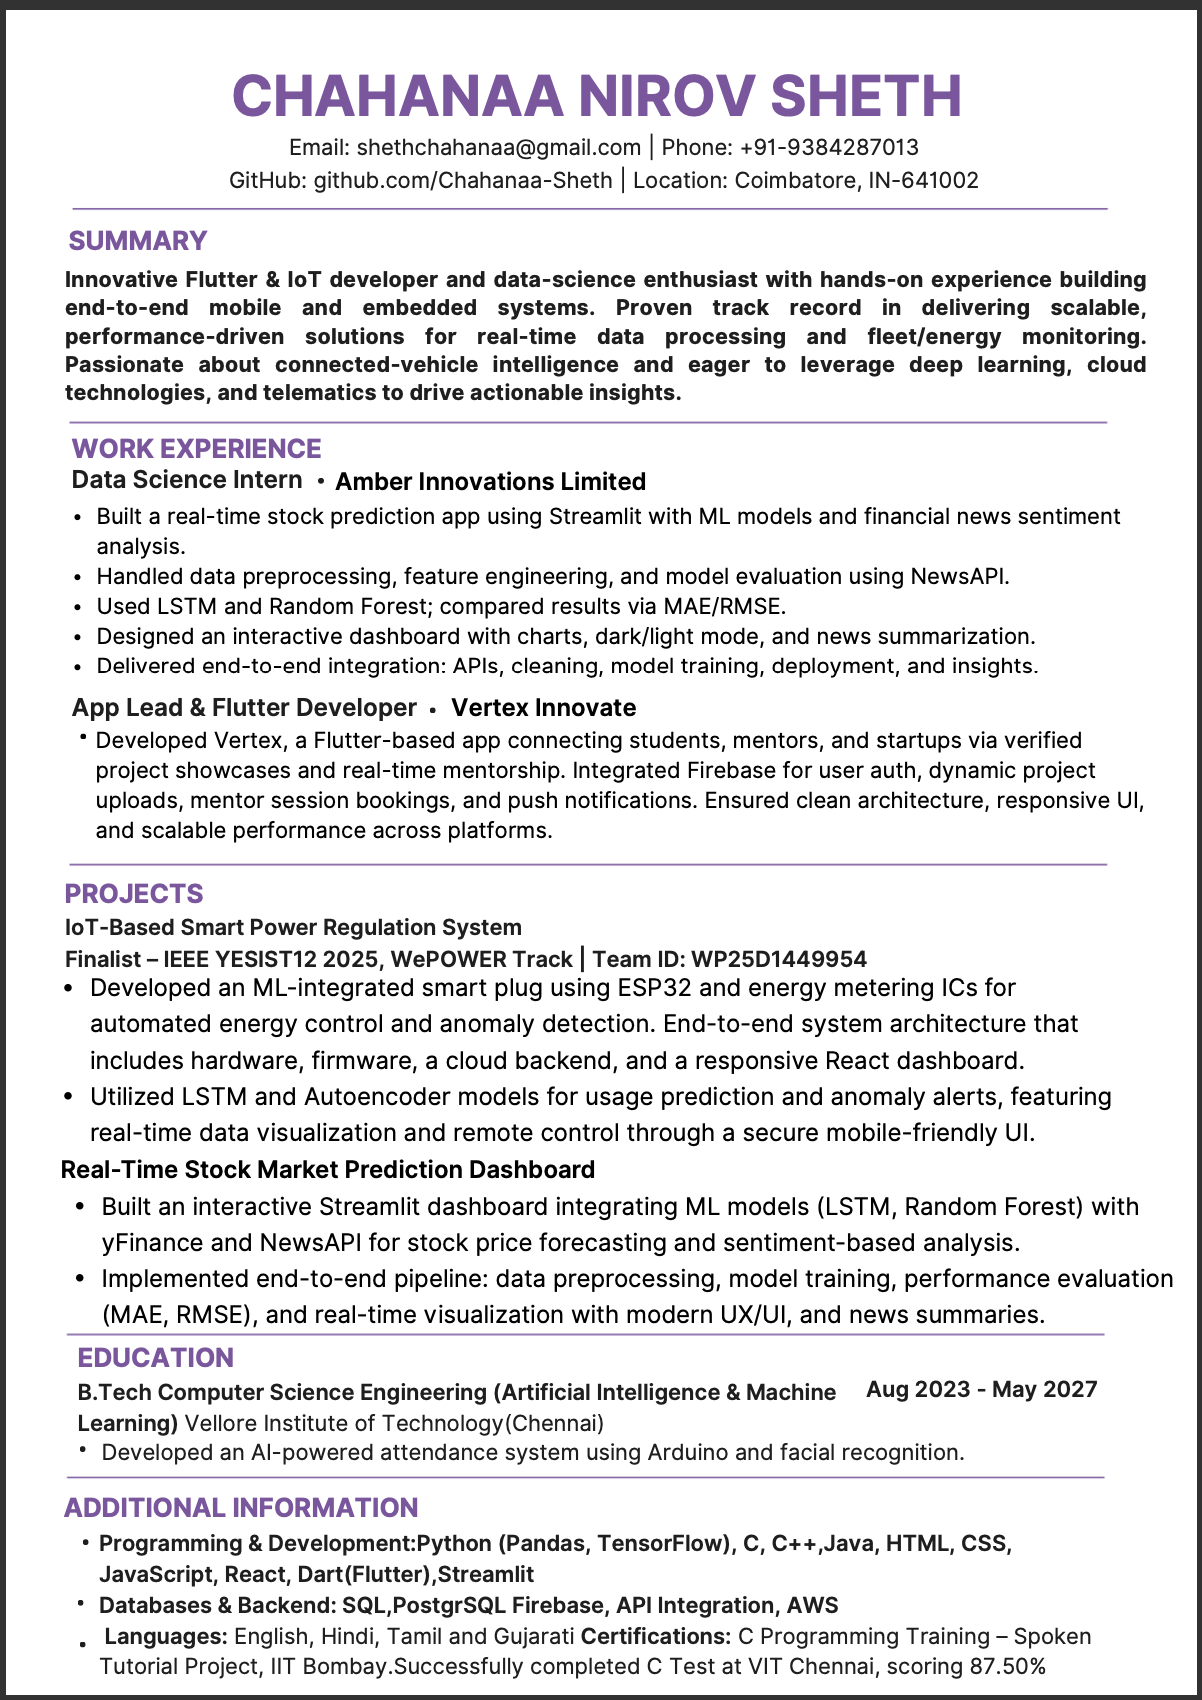 CHAHANAA NIROV SHETH
Email: shethchahanaa@gmail.com | Phone: +91-9384287013
GitHub: github.com/Chahanaa-Sheth | Location: Coimbatore, IN-641002
SUMMARY
Innovative Flutter & IoT developer and data-science enthusiast with hands-on experience building
end-to-end mobile and embedded systems. Proven track record in delivering scalable,
performance-driven solutions for real-time data processing and fleet/energy monitoring.
Passionate about connected-vehicle intelligence and eager to leverage deep learning, cloud
technologies, and telematics to drive actionable insights.
WORK EXPERIENCE
Data Science Intern • Amber Innovations Limited
• Built a real-time stock prediction app using Streamlit with ML models and financial news sentiment
analysis.
• Handled data preprocessing, feature engineering, and model evaluation using NewsAPI.
• Used LSTM and Random Forest; compared results via MAE/RMSE.
• Designed an interactive dashboard with charts, dark/light mode, and news summarization.
• Delivered end-to-end integration: APIs, cleaning, model training, deployment, and insights.
App Lead & Flutter Developer • Vertex Innovate
• Developed Vertex, a Flutter-based app connecting students, mentors, and startups via verified
project showcases and real-time mentorship. Integrated Firebase for user auth, dynamic project
uploads, mentor session bookings, and push notifications. Ensured clean architecture, responsive UI,
and scalable performance across platforms.
PROJECTS
IoT-Based Smart Power Regulation System
Finalist – IEEE YESIST12 2025, WePOWER Track | Team ID: WP25D1449954
• Developed an ML-integrated smart plug using ESP32 and energy metering ICs for
automated energy control and anomaly detection. End-to-end system architecture that
includes hardware, firmware, a cloud backend, and a responsive React dashboard.
• Utilized LSTM and Autoencoder models for usage prediction and anomaly alerts, featuring
real-time data visualization and remote control through a secure mobile-friendly UI.
Real-Time Stock Market Prediction Dashboard
• Built an interactive Streamlit dashboard integrating ML models (LSTM, Random Forest) with
yFinance and NewsAPI for stock price forecasting and sentiment-based analysis.
• Implemented end-to-end pipeline: data preprocessing, model training, performance evaluation
(MAE, RMSE), and real-time visualization with modern UX/UI, and news summaries.
EDUCATION
B.Tech Computer Science Engineering (Artificial Intelligence & Machine Aug 2023 - May 2027
Learning) Vellore Institute of Technology(Chennai)
• Developed an AI-powered attendance system using Arduino and facial recognition.
ADDITIONAL INFORMATION
• Programming & Development:Python (Pandas, TensorFlow), C, C++,Java, HTML, CSS,
JavaScript, React, Dart(Flutter),Streamlit
• Databases & Backend: SQL,PostgrSQL Firebase, API Integration, AWS
• Languages: English, Hindi, Tamil and Gujarati Certifications: C Programming Training – Spoken
Tutorial Project, IIT Bombay.Successfully completed C Test at VIT Chennai, scoring 87.50%